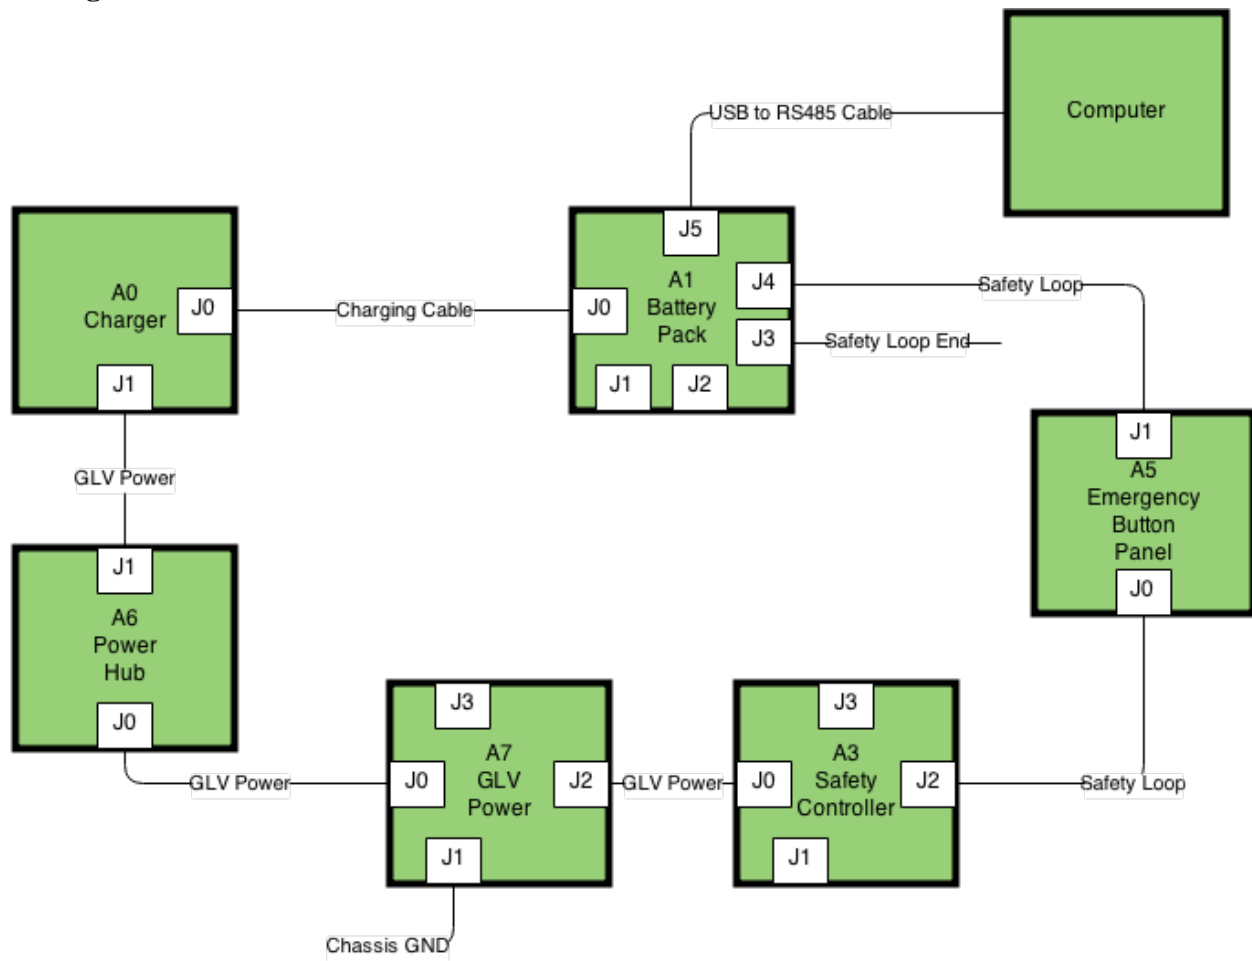 Computer
USB to RS485 Cable
J5
A1
Battery
Pack
J4
J0
J3
J1
J2
Safety Loop
Safety Loop End
A0
Charger
J0
J1
Charging Cable
GLV Power
J1
A5
Emergency
Button
Panel
J0
J1
A6
Power
Hub
J0
GLV Power
J3
A7
GLV
Power
J0
J2
J1
GLV Power
J3
A3
Safety
Controller
J0
J2
J1
Safety Loop
Chassis GND